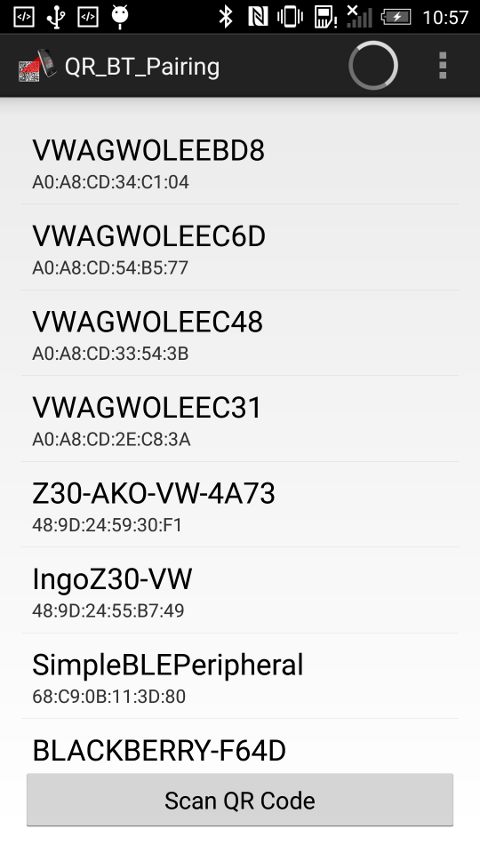 10:57
QR_BT_Pairing
VWAGWOLEEBD8
A0:A8:CD:34:C1:04
VWAGWOLEEC6D
A0:A8:CD:54:B5:77
VWAGWOLEEC48
A0:A8:CD:33:54:3B
VWAGWOLEEC31
A0:A8:CD:2E:C8:3A
Z30-AKO-VW-4A73
48:9D:24:59:30:F1
IngoZ30-VW
48:9D:24:55:B7:49
SimpleBLEPeripheral
68:C9:0B:11:3D:80
BLACKBERRY-F64D
Scan QR Code